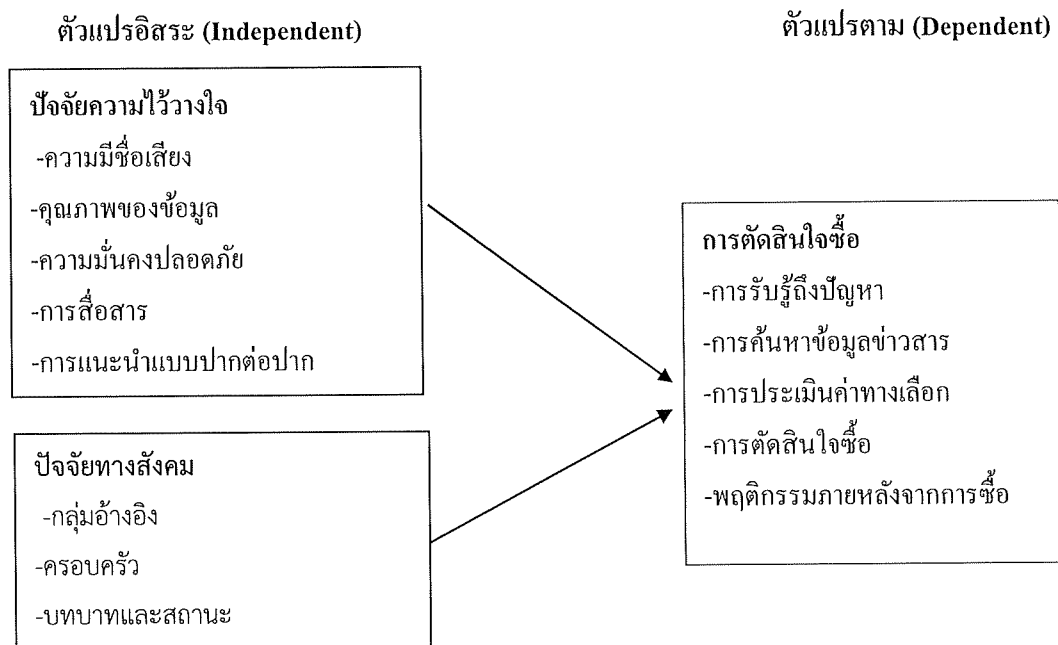 ตัวแปรอิสระ (Independent)
ตัวแปรตาม (Dependent)
ปัจจัยความไว้วางใจ
-ความมีชื่อเสียง
-คุณภาพของข้อมูล
-ความมั่นคงปลอดภัย
-การสื่อสาร
-การแนะนำแบบปากต่อปาก
ปัจจัยทางสังคม
-กลุ่มอ้างอิง
-ครอบครัว
-บทบาทและสถานะ
การตัดสินใจซื้อ
-การรับรู้ถึงปัญหา
-การค้นหาข้อมูลข่าวสาร
-การประเมินค่าทางเลือก
-การตัดสินใจซื้อ
-พฤติกรรมภายหลังจากการซื้อ